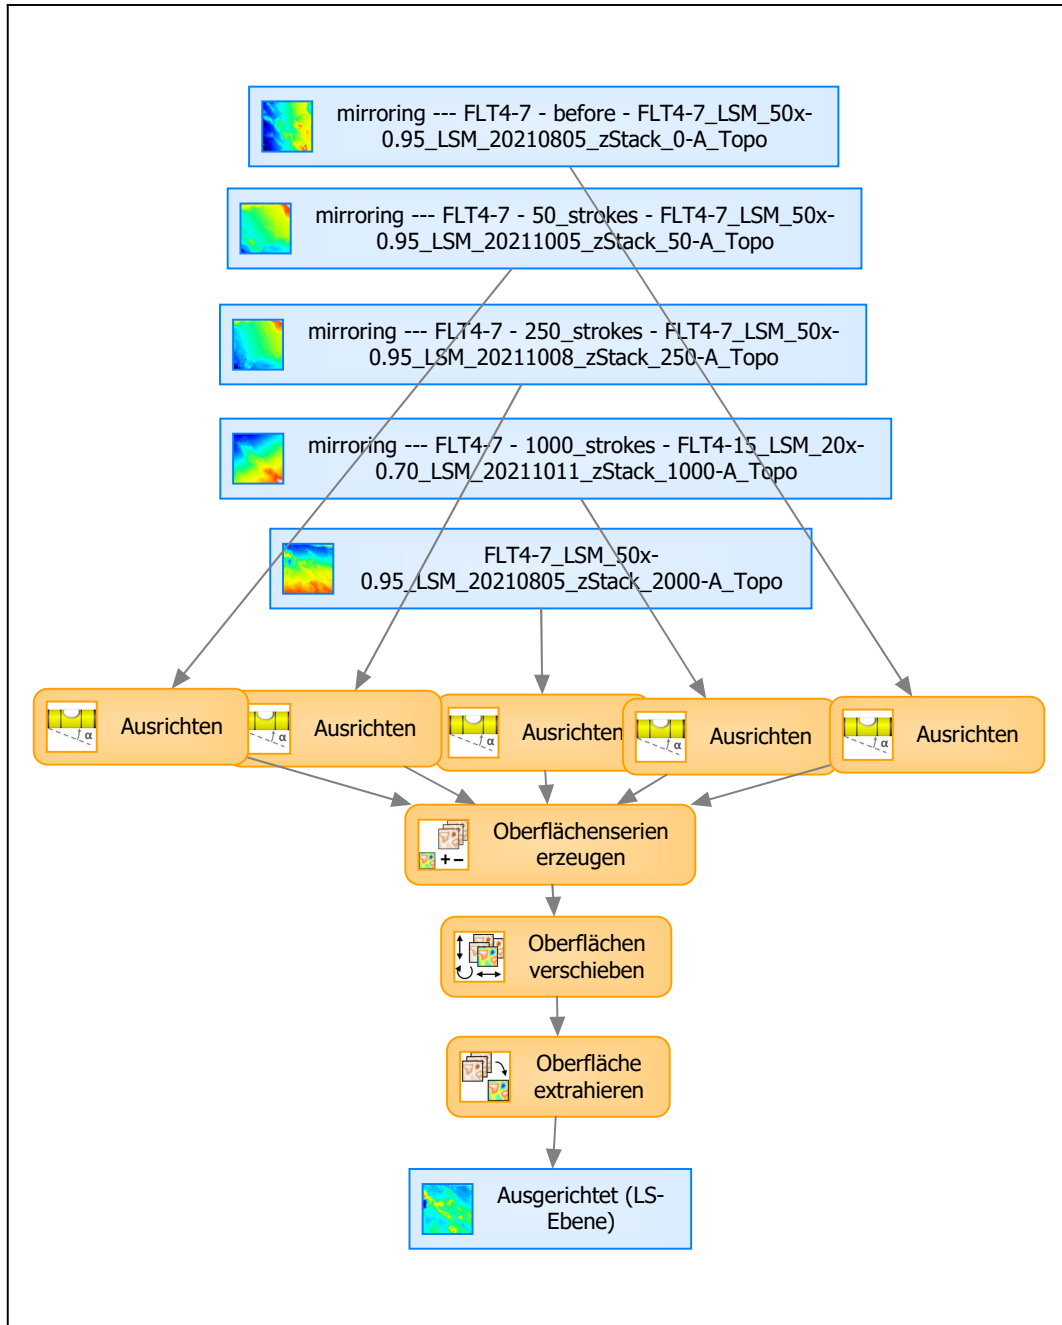 mirroring --- FLT4-7 - before - FLT4-7_LSM_50x-
0.95_LSM_20210805_zStack_0-A_Topo
mirroring --- FLT4-7 - 50_strokes - FLT4-7_LSM_50x-
0.95_LSM_20211005_zStack_50-A_Topo
mirroring --- FLT4-7 - 250_strokes - FLT4-7_LSM_50x-
0.95_LSM_20211008_zStack_250-A_Topo
mirroring --- FLT4-7 - 1000_strokes - FLT4-15_LSM_20x-
0.70_LSM_20211011_zStack_1000-A_Topo
FLT4-7_LSM_50x-
0.95_LSM_20210805_zStack_2000-A_Topo
α Ausrichten
α Ausrichten
α Ausrichten
α Ausrichten
α Ausrichten
Oberflächenserien
erzeugen
Oberflächen
verschieben
Oberfläche
extrahieren
Ausgerichtet (LS-
Ebene)